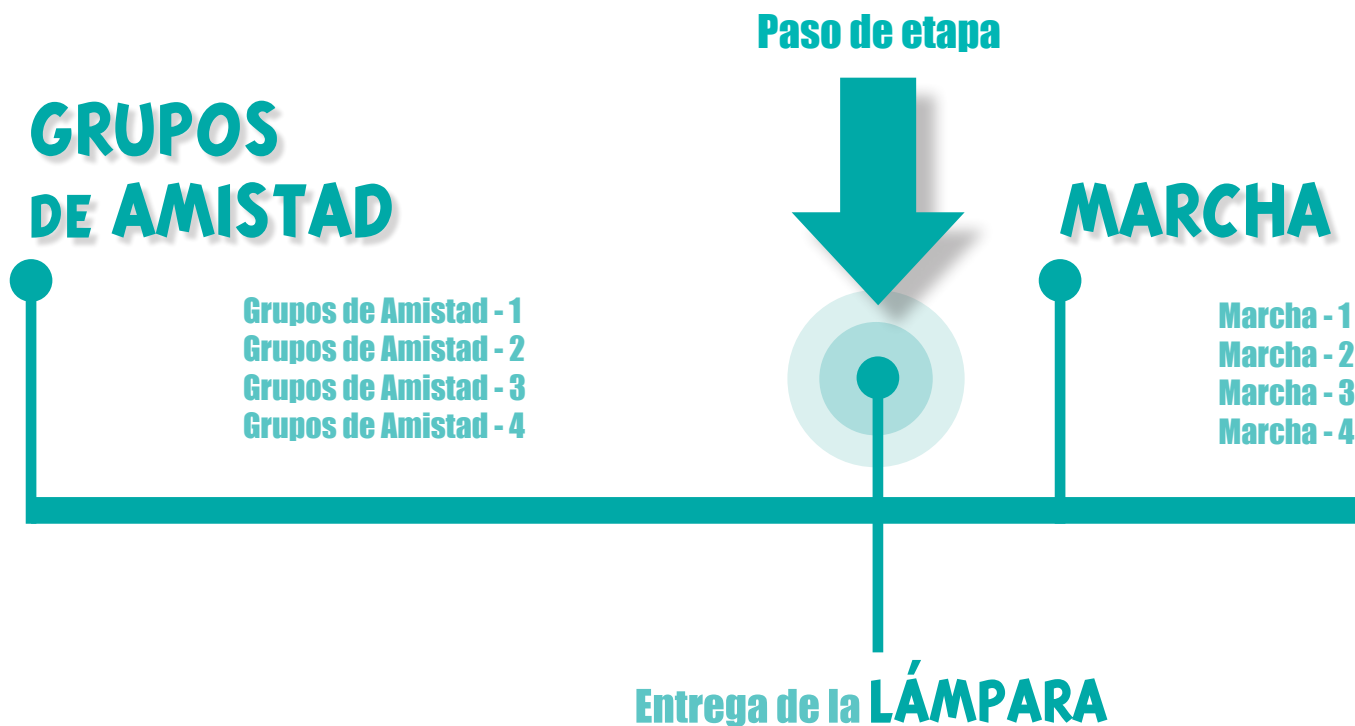 Paso de etapa
GRUPOS
DE AMISTAD
MARCHA
Grupos de Amistad - 1
Grupos de Amistad - 2
Grupos de Amistad - 3
Grupos de Amistad - 4
Marcha - 1
Marcha - 2
Marcha - 3
Marcha - 4
Entrega de la LÁMPARA